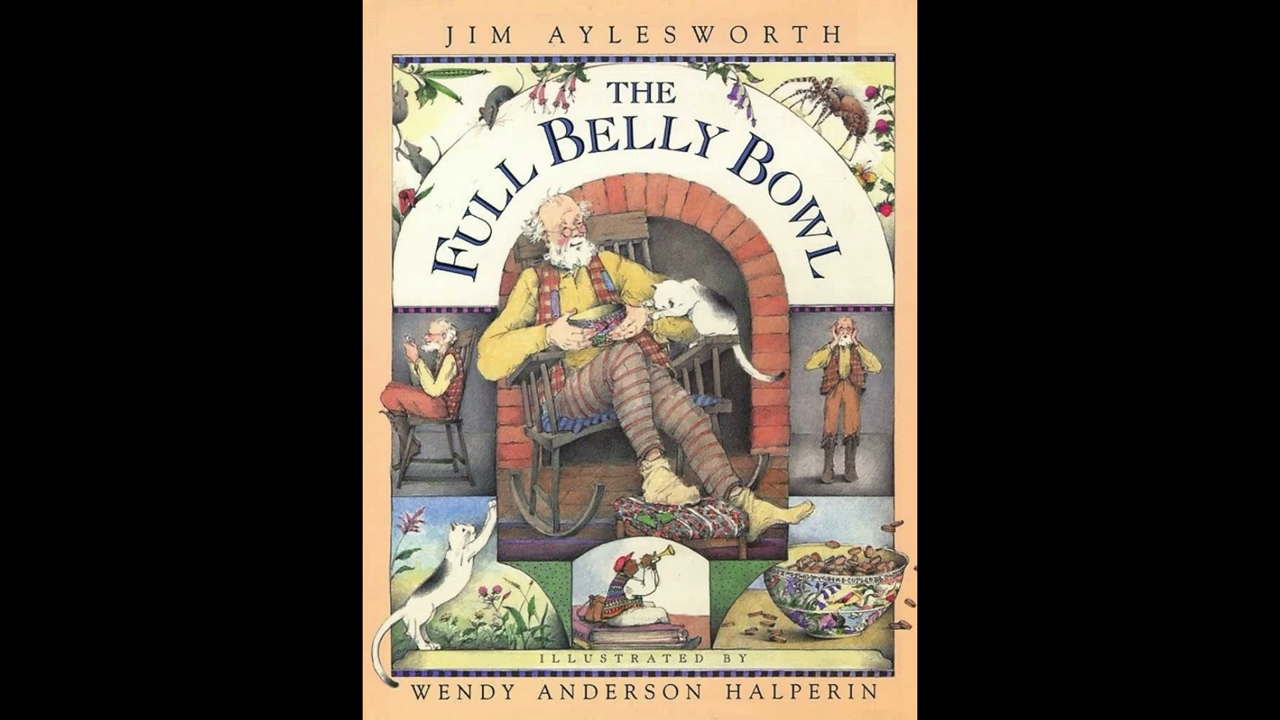 JIM AYLESWORTH
THE
FULL BELLY BOWL
ILLUSTRATED BY
WENDY ANDERSON HALPERIN